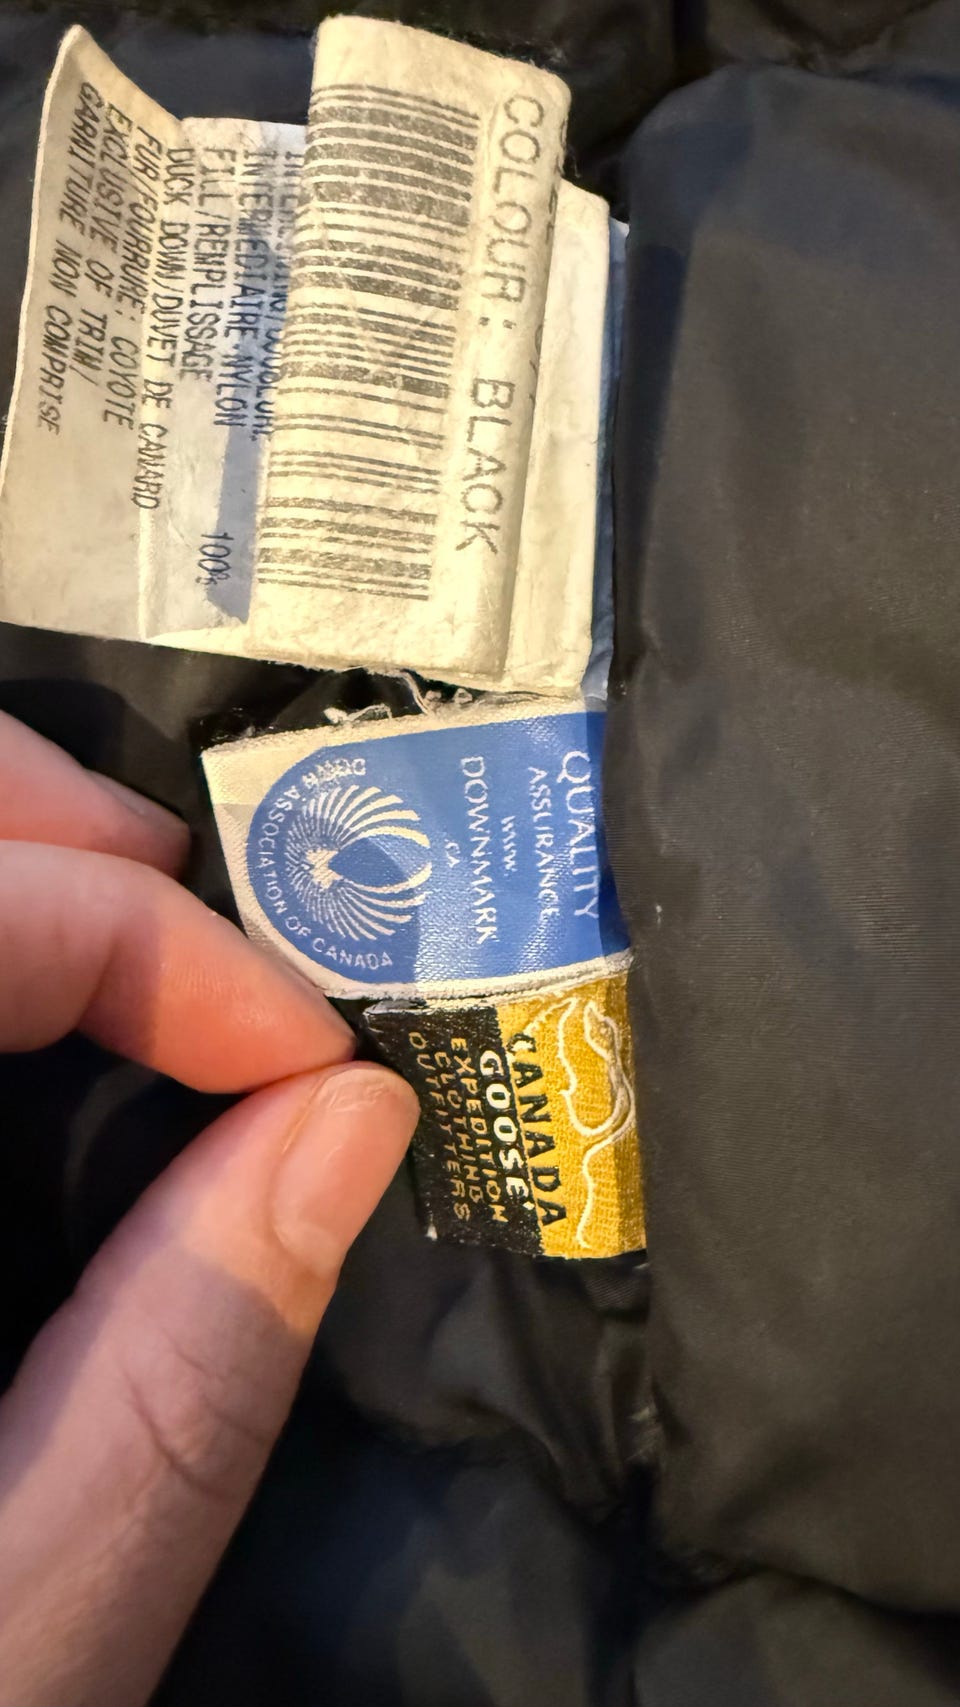 COLOUR: BLACK
INTERMEDIAIRE NYLON
FILL/REMPLISSAGE 100%
DUCK DOWN/DUVET DE CANARD
FUR/FOURRURE: COYOTE
EXCLUSIVE OF TRIM/
GARNITURE NON COMPRISE
QUALITY
ASSURANCE
www.
DOWNMARK
.CA
DOWN ASSOCIATION OF CANADA
CANADA
GOOSE
EXPEDITION
CLOTHING
OUTFITTERS